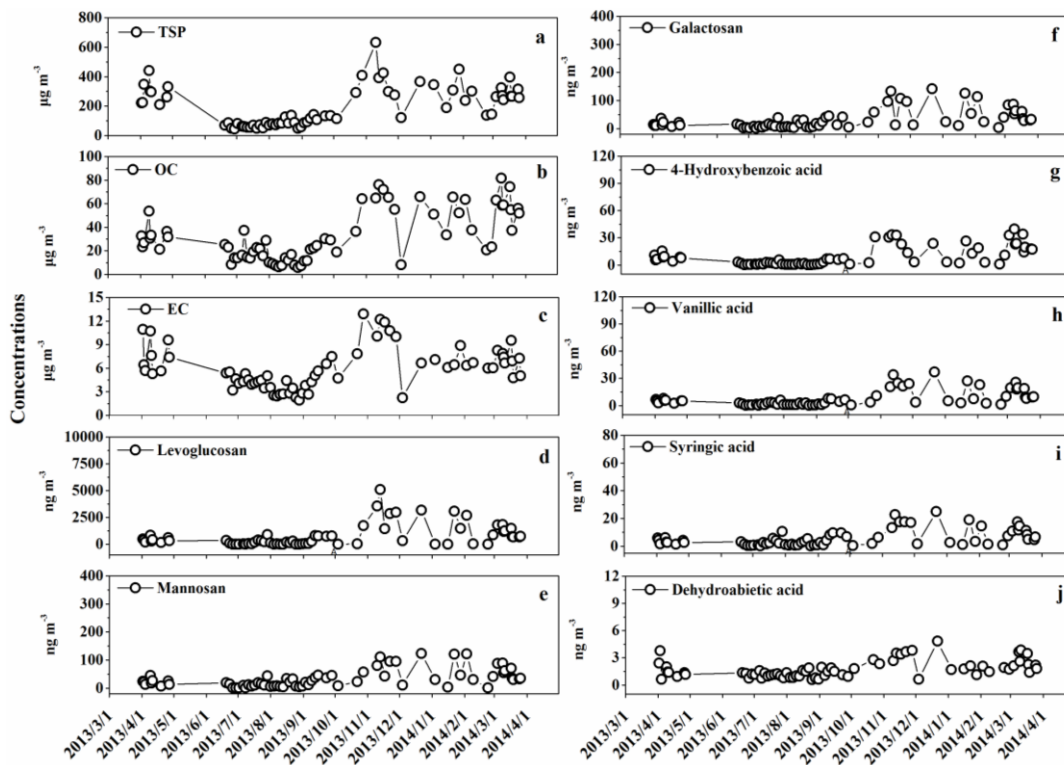 Concentrations
TSP
a
µg m-3
800
600
400
200
0
OC
b
µg m-3
100
80
60
40
20
0
EC
c
µg m-3
15
12
9
6
3
0
Levoglucosan
d
ng m-3
10000
7500
5000
2500
0
Mannosan
e
ng m-3
400
300
200
100
0
2013/3/1
2013/4/1
2013/5/1
2013/6/1
2013/7/1
2013/8/1
2013/9/1
2013/10/1
2013/11/1
2013/12/1
2014/1/1
2014/2/1
2014/3/1
2014/4/1
Galactosan
f
ng m-3
400
300
200
100
0
4-Hydroxybenzoic acid
g
ng m-3
120
90
60
30
0
Vanillic acid
h
ng m-3
120
90
60
30
0
Syringic acid
i
ng m-3
80
60
40
20
0
Dehydroabietic acid
j
ng m-3
12
9
6
3
0
2013/3/1
2013/4/1
2013/5/1
2013/6/1
2013/7/1
2013/8/1
2013/9/1
2013/10/1
2013/11/1
2013/12/1
2014/1/1
2014/2/1
2014/3/1
2014/4/1